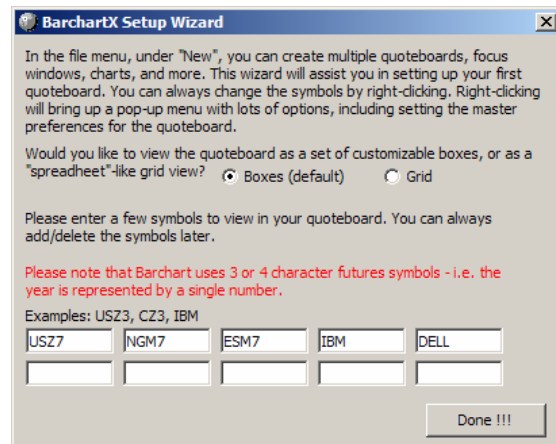 BarchartX Setup Wizard
In the file menu, under "New", you can create multiple quoteboards, focus
windows, charts, and more. This wizard will assist you in setting up your first
quoteboard. You can always change the symbols by right-clicking. Right-clicking
will bring up a pop-up menu with lots of options, including setting the master
preferences for the quoteboard.
Would you like to view the quoteboard as a set of customizable boxes, or as a
"spreadheet"-like grid view? Boxes (default) Grid
Please enter a few symbols to view in your quoteboard. You can always
add/delete the symbols later.
Please note that Barchart uses 3 or 4 character futures symbols - i.e. the
year is represented by a single number.
Examples: USZ3, CZ3, IBM
USZ7 NGM7 ESM7 IBM DELL
Done !!!